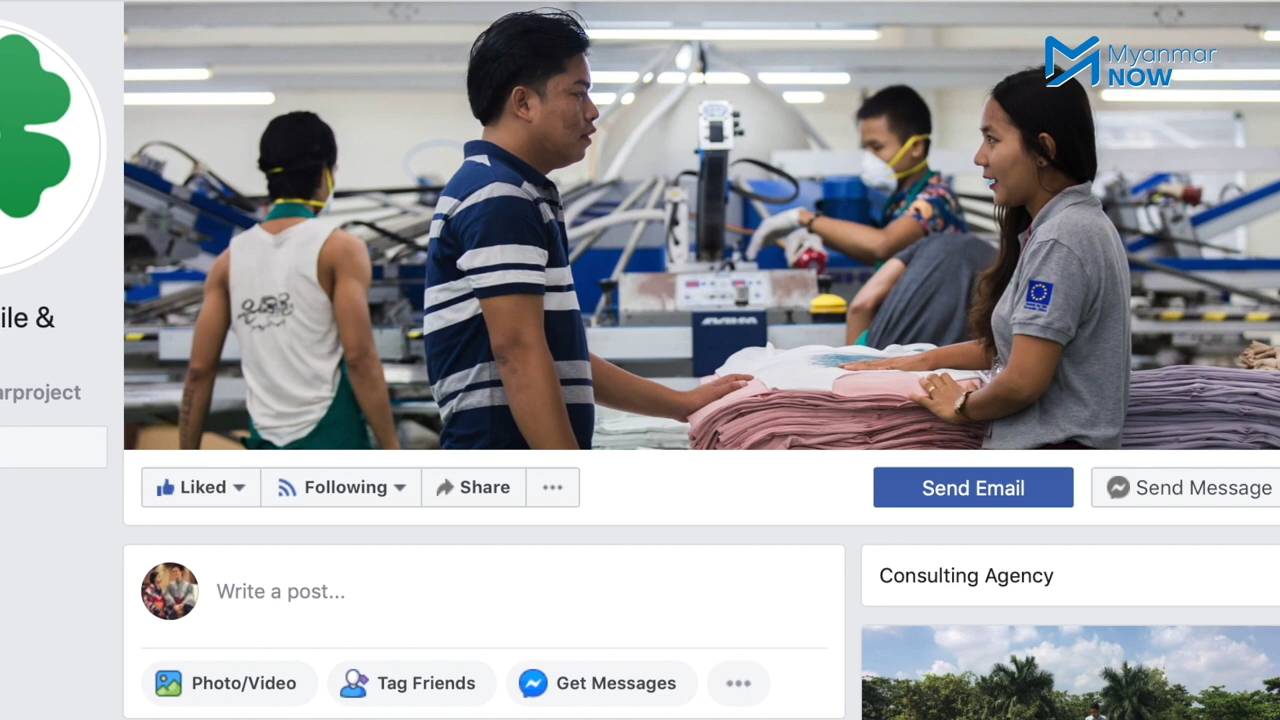 Myanmar
NOW
ile &
arproject
Liked
Following
Share
Send Email
Send Message
Write a post...
Consulting Agency
Photo/Video
Tag Friends
Get Messages